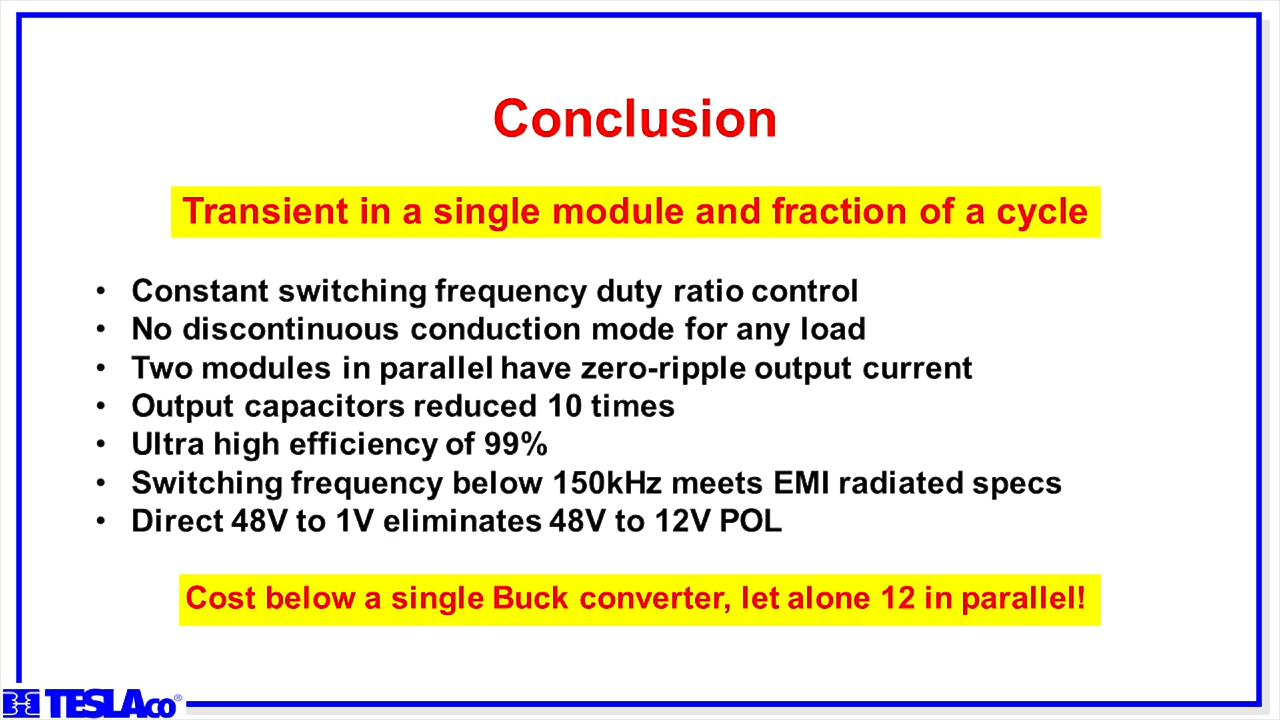 Conclusion
Transient in a single module and fraction of a cycle
• Constant switching frequency duty ratio control
• No discontinuous conduction mode for any load
• Two modules in parallel have zero-ripple output current
• Output capacitors reduced 10 times
• Ultra high efficiency of 99%
• Switching frequency below 150kHz meets EMI radiated specs
• Direct 48V to 1V eliminates 48V to 12V POL
Cost below a single Buck converter, let alone 12 in parallel!
TESLAco®